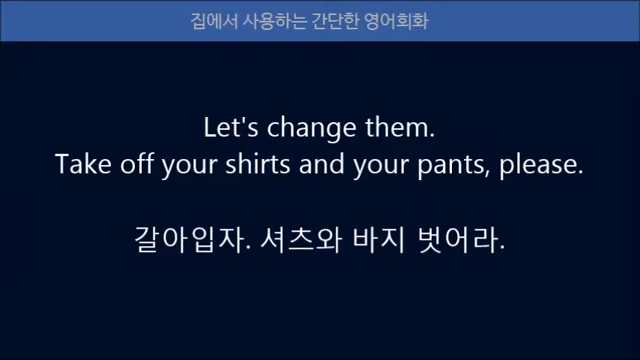 집에서 사용하는 간단한 영어회화
Let's change them.
Take off your shirts and your pants, please.
갈아입자. 셔츠와 바지 벗어라.